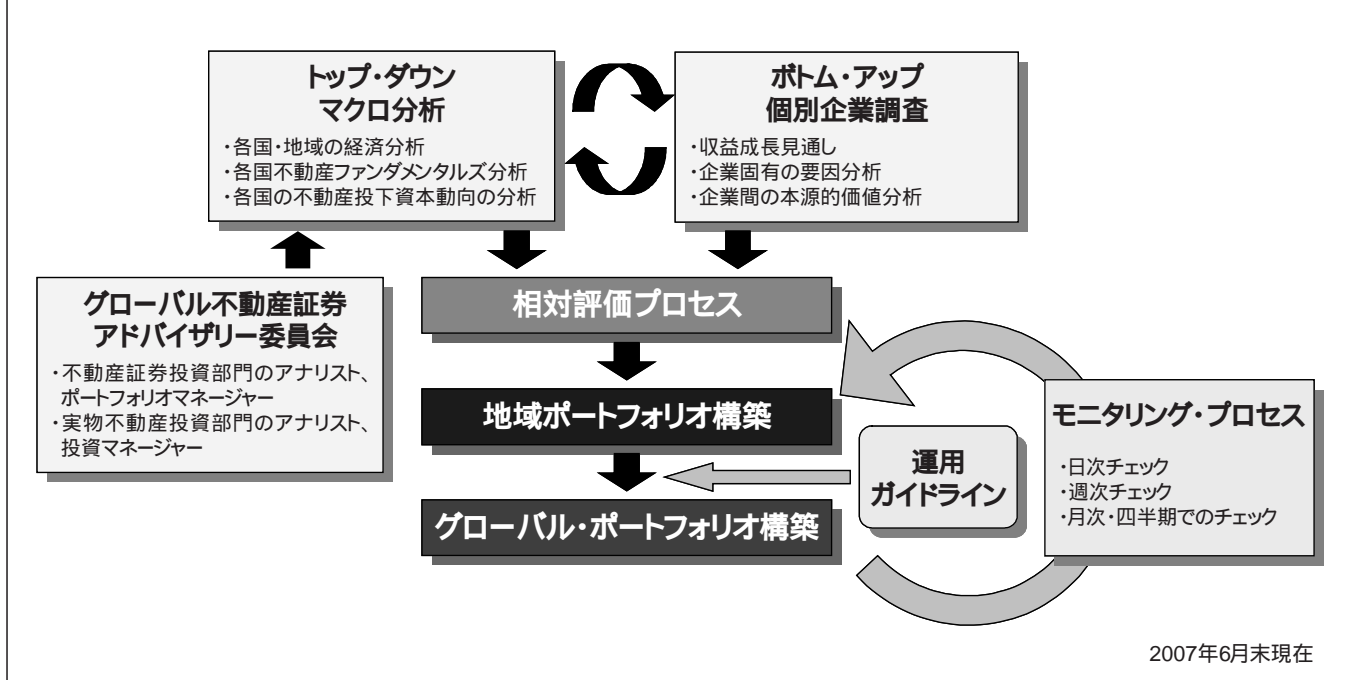 トップ・ダウン
マクロ分析
・各国・地域の経済分析
・各国不動産ファンダメンタルズ分析
・各国の不動産投下資本動向の分析
ボトム・アップ
個別企業調査
・収益成長見通し
・企業固有の要因分析
・企業間の本源的価値分析
グローバル不動産証券
アドバイザリー委員会
・不動産証券投資部門のアナリスト、
ポートフォリオマネージャー
・実物不動産投資部門のアナリスト、
投資マネージャー
相対評価プロセス
地域ポートフォリオ構築
グローバル・ポートフォリオ構築
運用
ガイドライン
モニタリング・プロセス
・日次チェック
・週次チェック
・月次・四半期でのチェック
2007年6月末現在